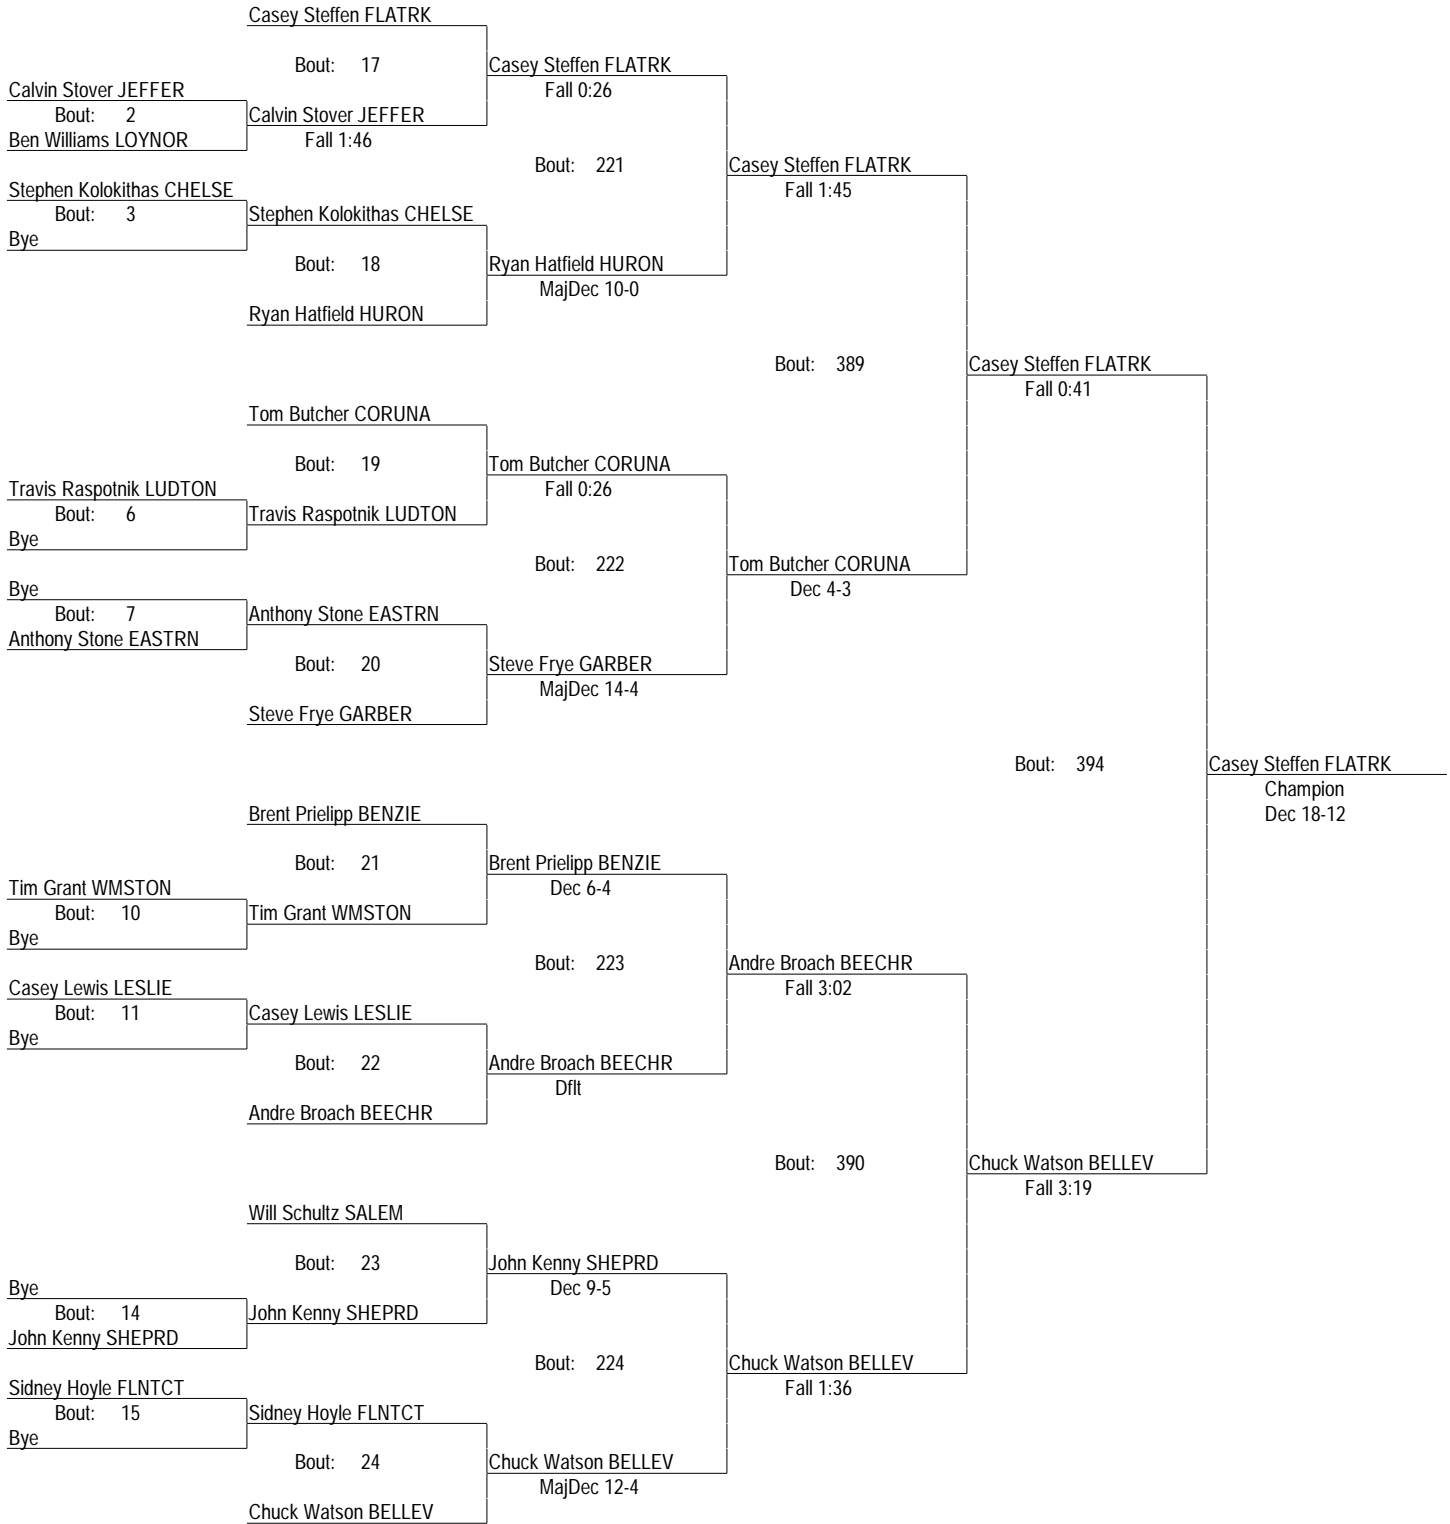 Casey Steffen FLATRK
Bout: 17
Casey Steffen FLATRK
Calvin Stover JEFFER
Fall 0:26
Bout: 2
Calvin Stover JEFFER
Ben Williams LOYNOR
Fall 1:46
Bout: 221
Casey Steffen FLATRK
Stephen Kolokithas CHELSE
Fall 1:45
Bout: 3
Stephen Kolokithas CHELSE
Bye
Bout: 18
Ryan Hatfield HURON
MajDec 10-0
Ryan Hatfield HURON
Bout: 389
Casey Steffen FLATRK
Fall 0:41
Tom Butcher CORUNA
Bout: 19
Tom Butcher CORUNA
Travis Raspotnik LUDTON
Fall 0:26
Bout: 6
Travis Raspotnik LUDTON
Bye
Bout: 222
Tom Butcher CORUNA
Bye
Dec 4-3
Bout: 7
Anthony Stone EASTRN
Anthony Stone EASTRN
Bout: 20
Steve Frye GARBER
MajDec 14-4
Steve Frye GARBER
Bout: 394
Casey Steffen FLATRK
Champion
Dec 18-12
Brent Prielipp BENZIE
Bout: 21
Brent Prielipp BENZIE
Tim Grant WMSTON
Dec 6-4
Bout: 10
Tim Grant WMSTON
Bye
Bout: 223
Andre Broach BEECHR
Casey Lewis LESLIE
Fall 3:02
Bout: 11
Casey Lewis LESLIE
Bye
Bout: 22
Andre Broach BEECHR
Dflt
Andre Broach BEECHR
Bout: 390
Chuck Watson BELLEV
Fall 3:19
Will Schultz SALEM
Bout: 23
John Kenny SHEPRD
Bye
Dec 9-5
Bout: 14
John Kenny SHEPRD
John Kenny SHEPRD
Bout: 224
Chuck Watson BELLEV
Sidney Hoyle FLNTCT
Fall 1:36
Bout: 15
Sidney Hoyle FLNTCT
Bye
Bout: 24
Chuck Watson BELLEV
MajDec 12-4
Chuck Watson BELLEV